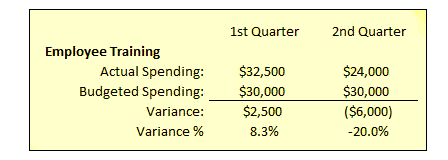 1st Quarter 2nd Quarter
Employee Training
Actual Spending: $32,500 $24,000
Budgeted Spending: $30,000 $30,000
Variance: $2,500 ($6,000)
Variance % 8.3% -20.0%